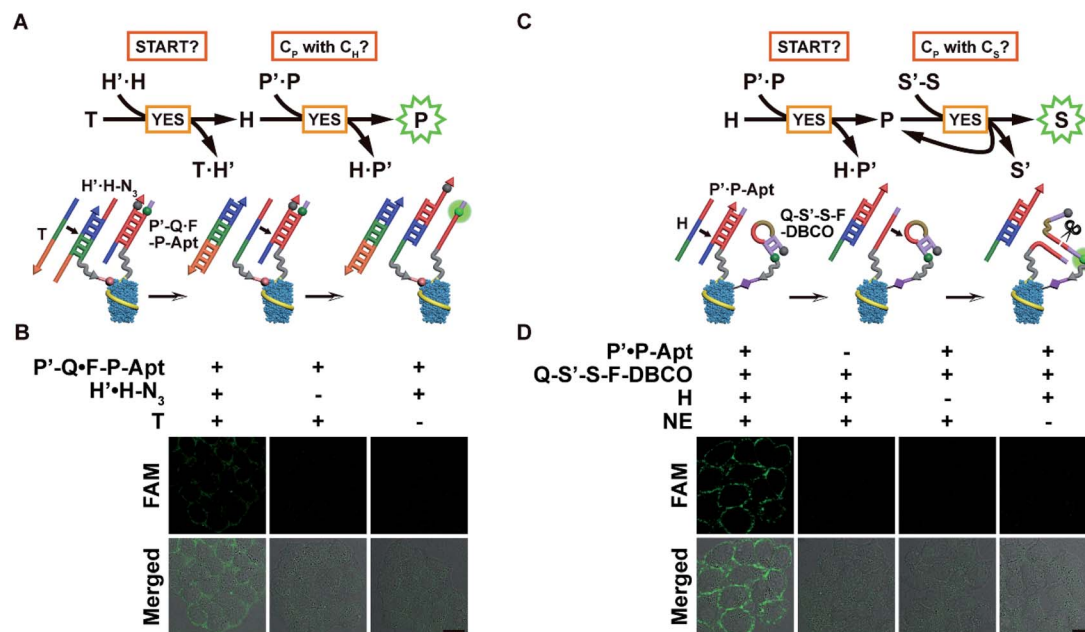 A
START?
C_P with C_H?
H'·H
P'·P
T
YES
H
YES
P
T·H'
H·P'
H'·H-N₃
T
P'-Q·F
-P-Apt
B
P'-Q•F-P-Apt + + +
H'•H-N₃ + - +
T + + -
FAM
Merged
C
START?
C_P with C_S?
P'·P
S'-S
H
YES
P
YES
S
H·P'
S'
P'·P-Apt
H
Q-S'-S-F
-DBCO
D
P'•P-Apt + - + +
Q-S'-S-F-DBCO + + + +
H + + - +
NE + + + -
FAM
Merged